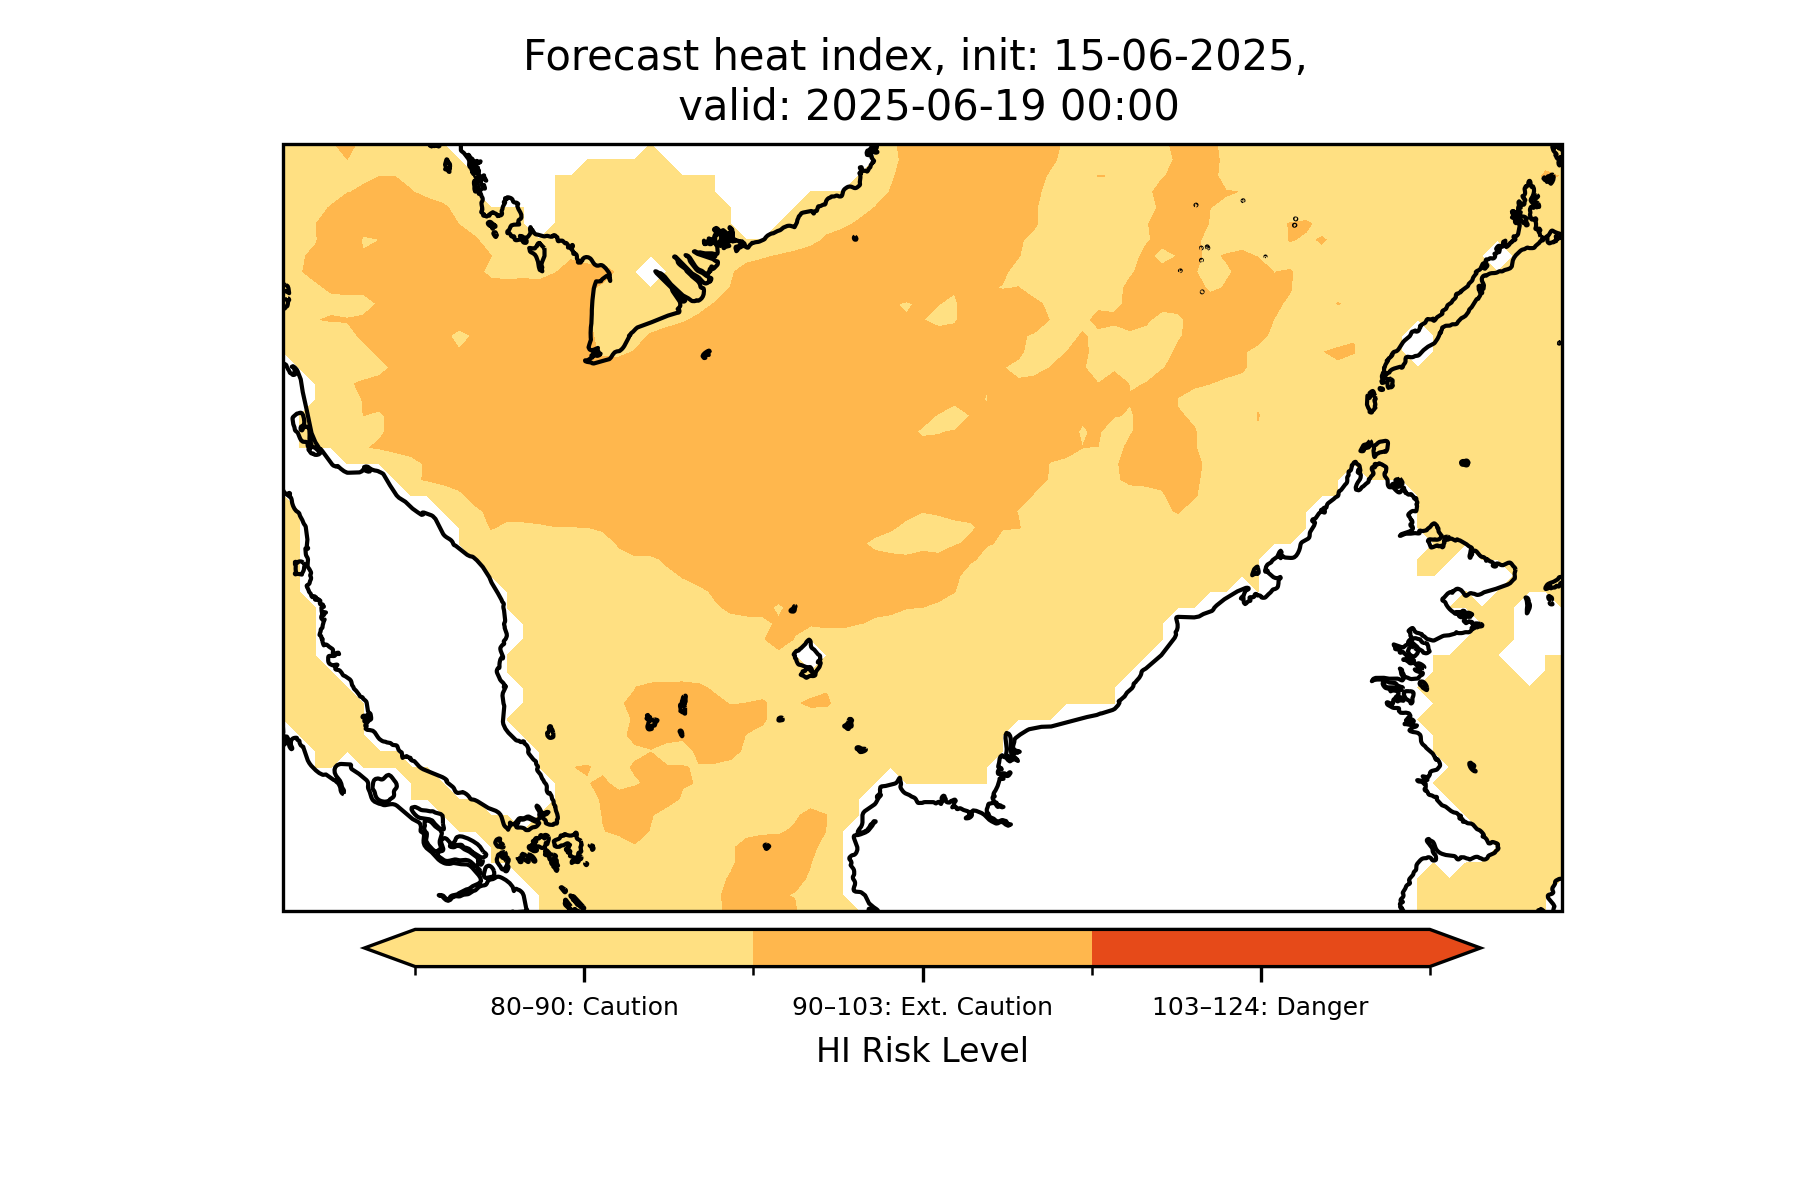 Forecast heat index, init: 15-06-2025,
valid: 2025-06-19 00:00
80–90: Caution
90–103: Ext. Caution
103–124: Danger
HI Risk Level